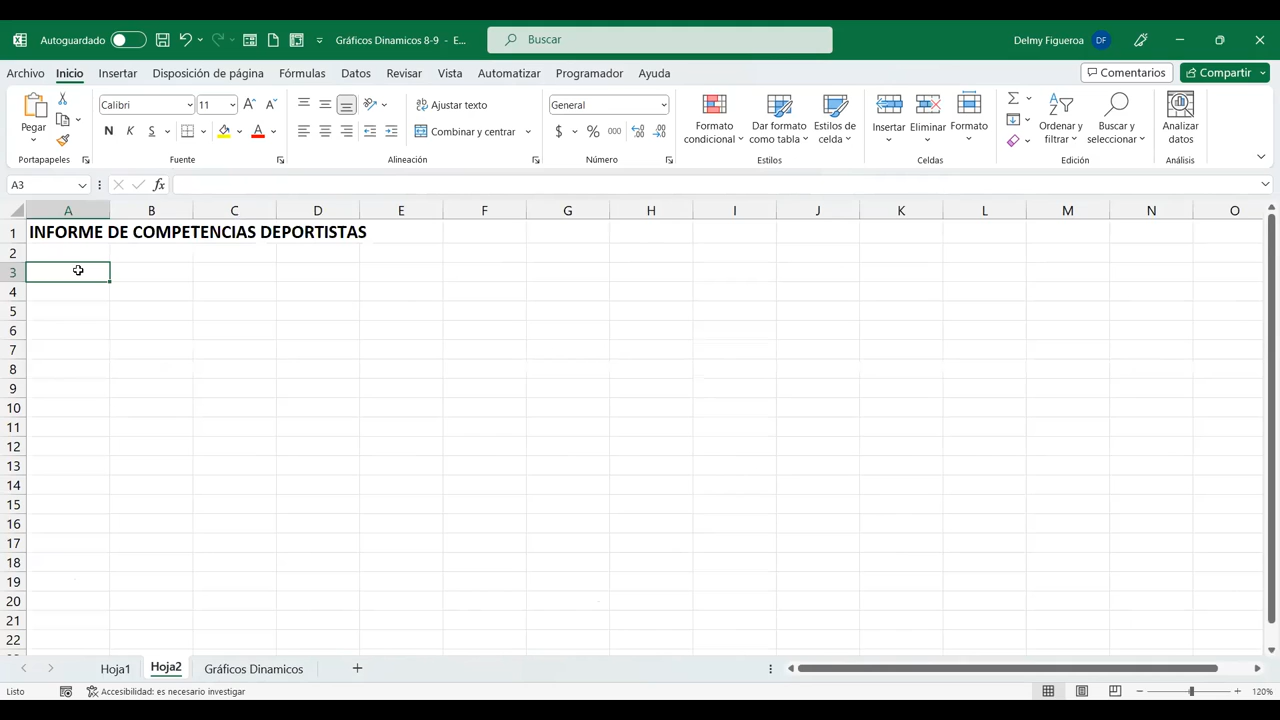 Autoguardado
Gráficos Dinamicos 8-9 - E...
Buscar
Delmy Figueroa DF
Archivo Inicio Insertar Disposición de página Fórmulas Datos Revisar Vista Automatizar Programador Ayuda
Comentarios Compartir
Pegar
Portapapeles
Calibri 11
N K S
Fuente
Ajustar texto
Combinar y centrar
Alineación
General
$ % 000
Número
Formato condicional
Dar formato como tabla
Estilos de celda
Estilos
Insertar Eliminar Formato
Celdas
Ordenar y filtrar
Buscar y seleccionar
Edición
Analizar datos
Análisis
A3 fx
A B C D E F G H I J K L M N O
1 INFORME DE COMPETENCIAS DEPORTISTAS
2
3
4
5
6
7
8
9
10
11
12
13
14
15
16
17
18
19
20
21
22
Hoja1 Hoja2 Gráficos Dinamicos
Listo Accesibilidad: es necesario investigar 120%